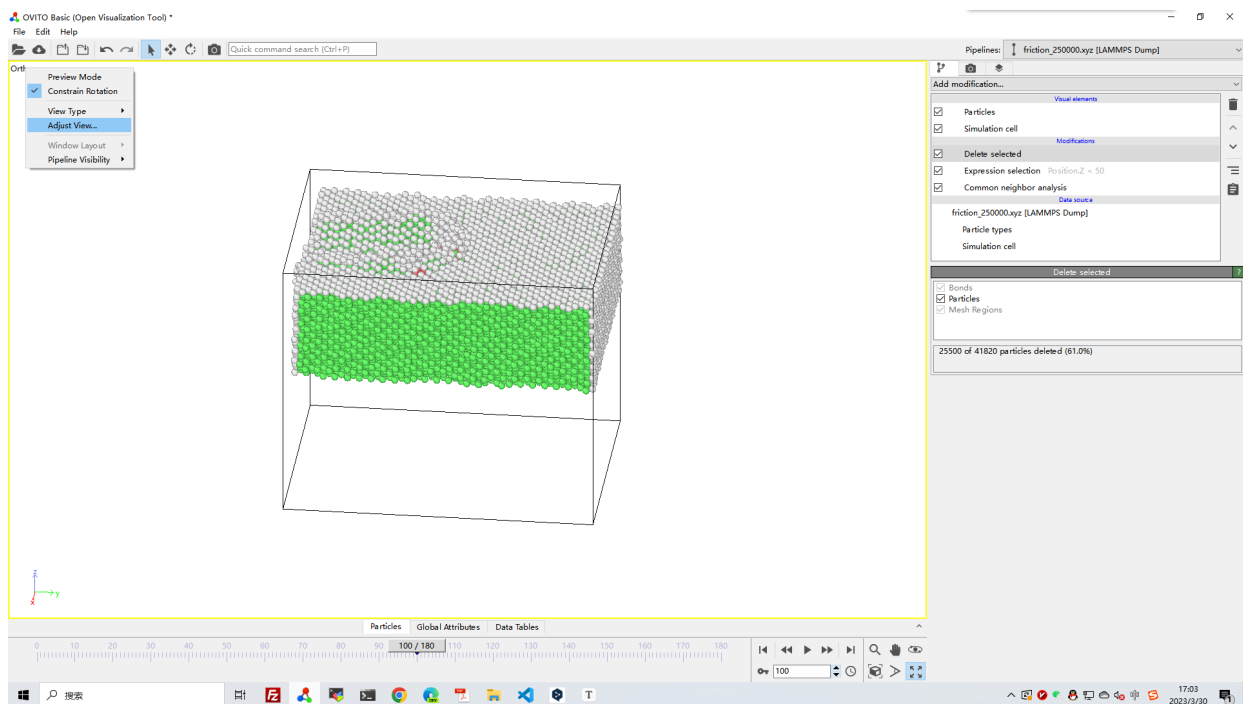 OVITO Basic (Open Visualization Tool) *
File Edit Help
Quick command search (Ctrl+P)
Pipelines: friction_250000.xyz [LAMMPS Dump]
Preview Mode
Constrain Rotation
View Type
Adjust View...
Window Layout
Pipeline Visibility
Add modification...
Visual elements
Particles
Simulation cell
Modifications
Delete selected
Expression selection Position.Z < 50
Common neighbor analysis
Data source
friction_250000.xyz [LAMMPS Dump]
Particle types
Simulation cell
Delete selected ?
Bonds
Particles
Mesh Regions
25500 of 41820 particles deleted (61.0%)
z
y
x
Particles Global Attributes Data Tables
0 10 20 30 40 50 60 70 80 90 100 / 180 110 120 130 140 150 160 170 180
100
搜索
T
中
17:03
2023/3/30